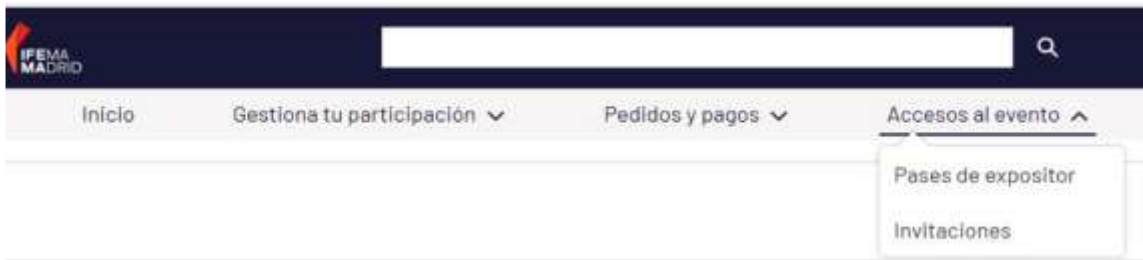 IFEMA
MADRID
Inicio
Gestiona tu participación
Pedidos y pagos
Accesos al evento
Pases de expositor
Invitaciones